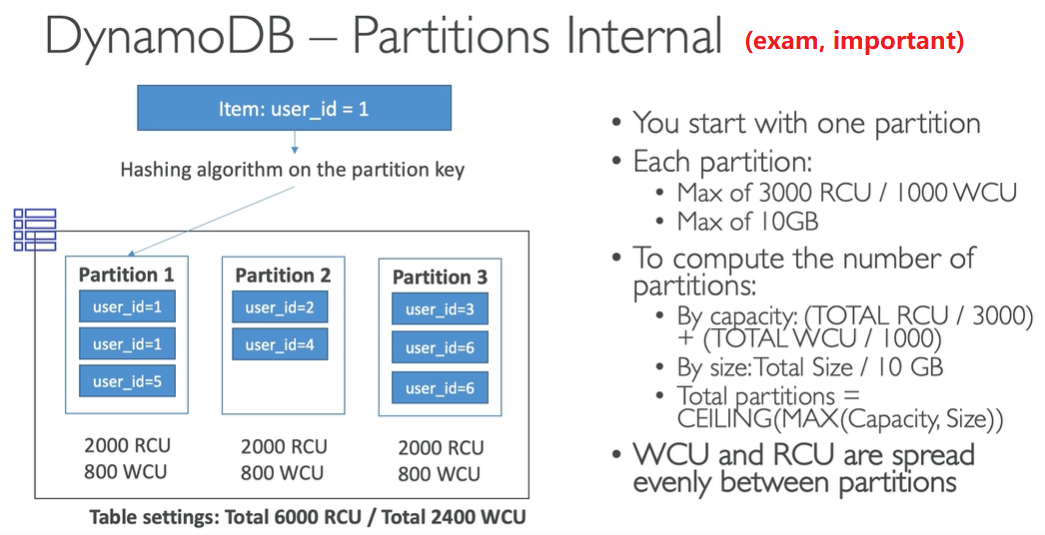 DynamoDB – Partitions Internal (exam, important)
Item: user_id = 1
Hashing algorithm on the partition key
Partition 1
user_id=1
user_id=1
user_id=5
2000 RCU
800 WCU
Partition 2
user_id=2
user_id=4
2000 RCU
800 WCU
Partition 3
user_id=3
user_id=6
user_id=6
2000 RCU
800 WCU
Table settings: Total 6000 RCU / Total 2400 WCU
• You start with one partition
• Each partition:
• Max of 3000 RCU / 1000 WCU
• Max of 10GB
• To compute the number of
partitions:
• By capacity: (TOTAL RCU / 3000)
+ (TOTAL WCU / 1000)
• By size: Total Size / 10 GB
• Total partitions =
CEILING(MAX(Capacity, Size))
• WCU and RCU are spread
evenly between partitions